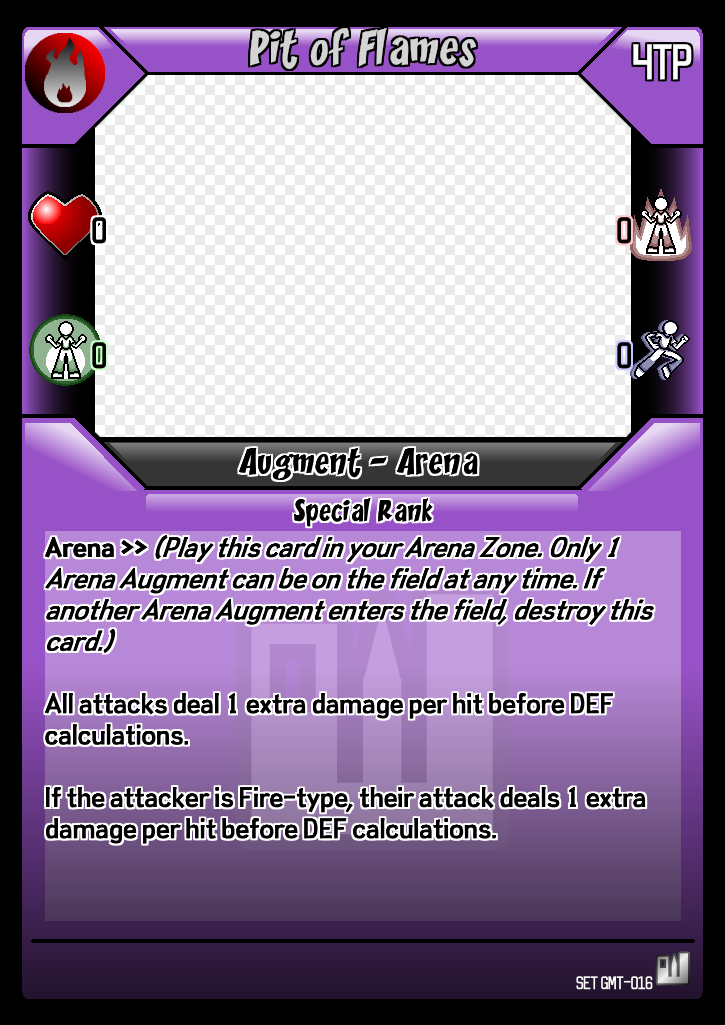 Pit of Flames
4TP
0
0
0
0
Augment - Arena
Special Rank
Arena >> (Play this card in your Arena Zone. Only 1
Arena Augment can be on the field at any time. If
another Arena Augment enters the field, destroy this
card.)
All attacks deal 1 extra damage per hit before DEF
calculations.
If the attacker is Fire-type, their attack deals 1 extra
damage per hit before DEF calculations.
SET GMT-016